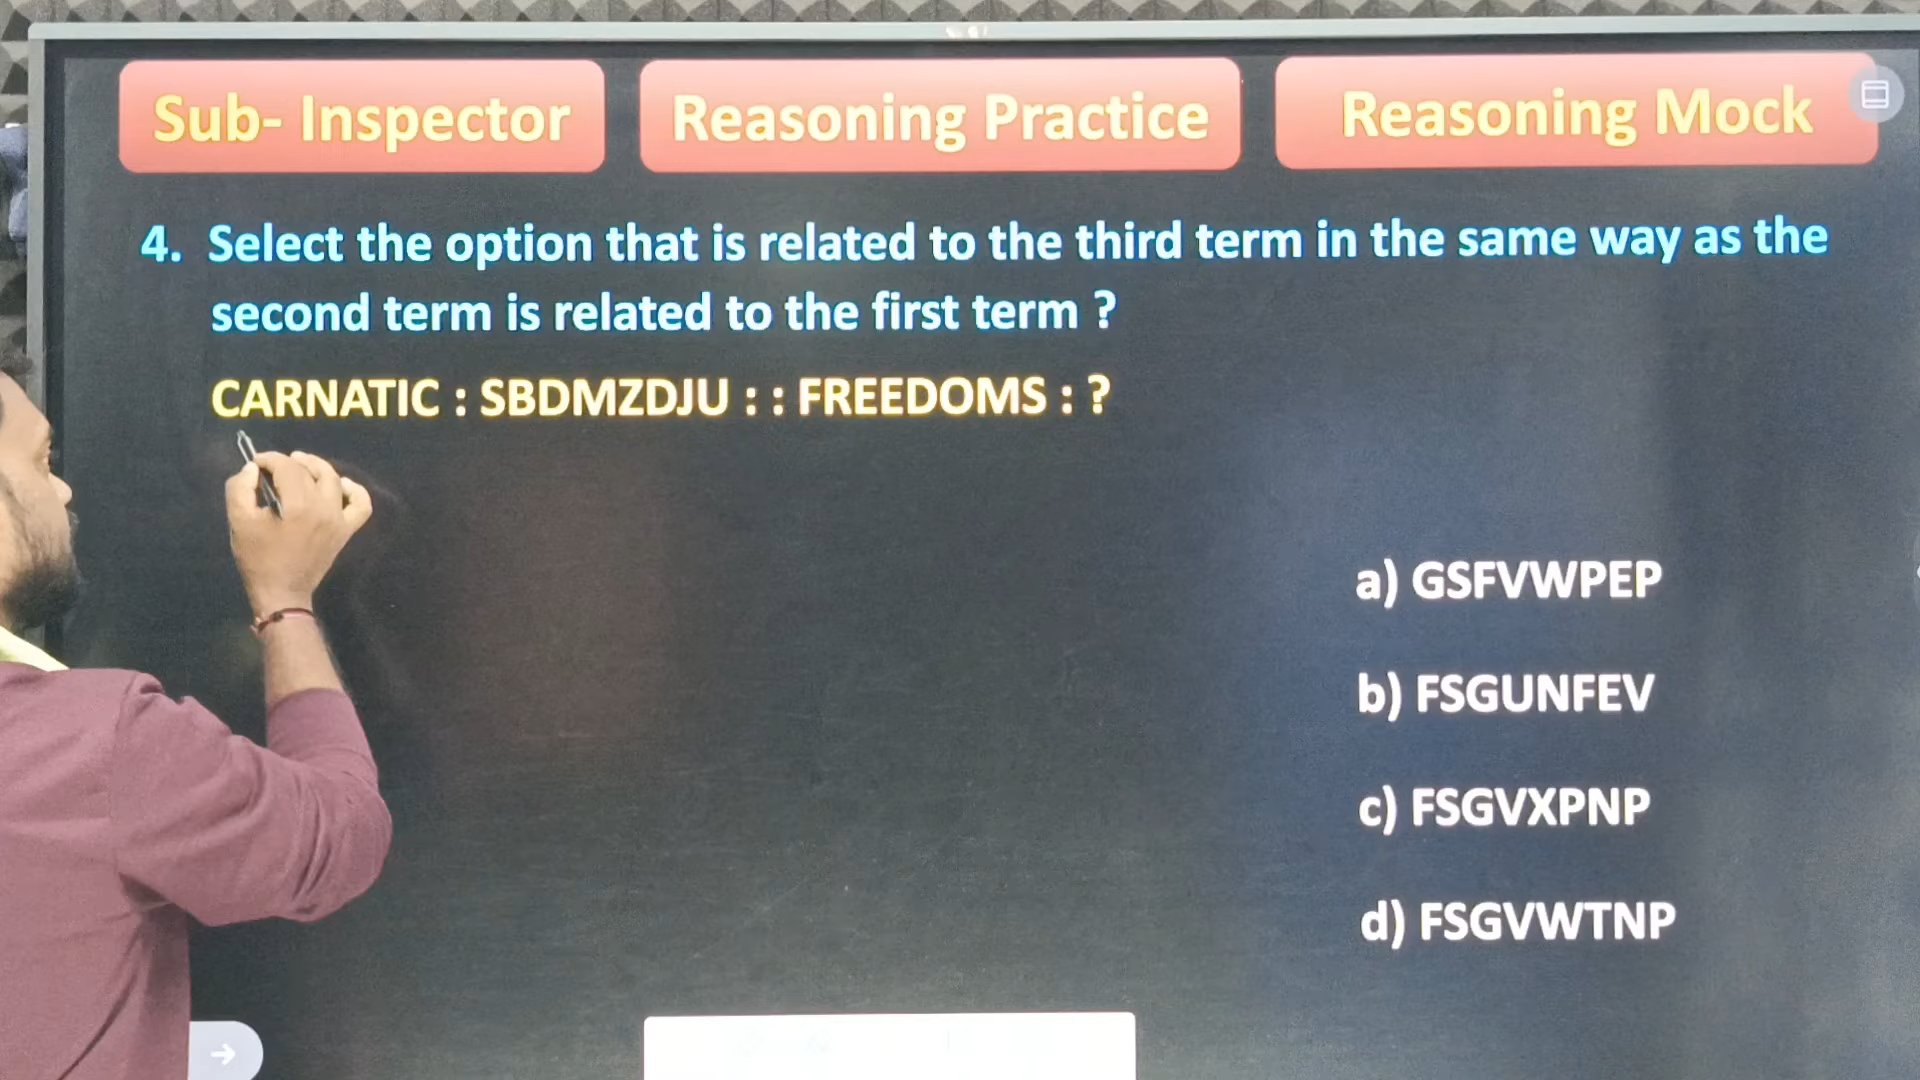 Sub- Inspector Reasoning Practice Reasoning Mock
4. Select the option that is related to the third term in the same way as the
second term is related to the first term ?
CARNATIC : SBDMZDJU : : FREEDOMS : ?
a) GSFVWPEP
b) FSGUNFEV
c) FSGVXPNP
d) FSGVWTNP